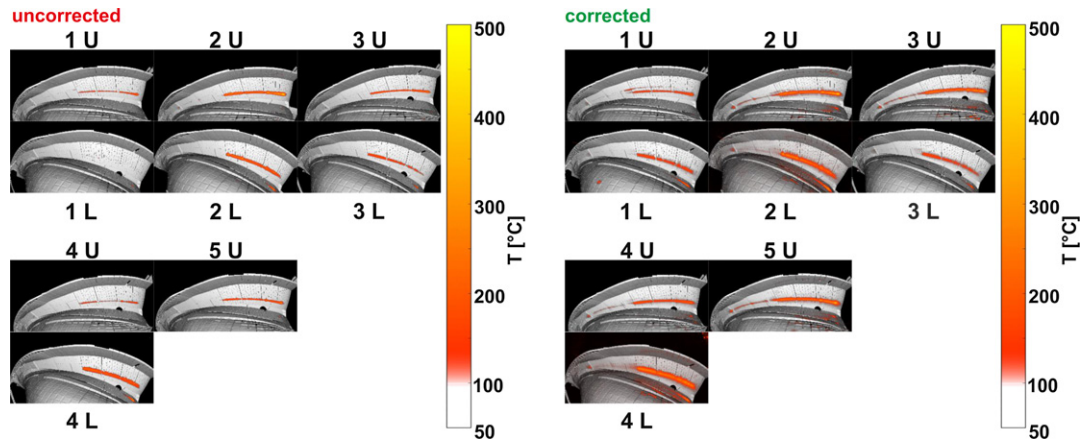 uncorrected
1 U 2 U 3 U
1 L 2 L 3 L
4 U 5 U
4 L
500
400
300
200
100
50
T [°C]
corrected
1 U 2 U 3 U
1 L 2 L 3 L
4 U 5 U
4 L
500
400
300
200
100
50
T [°C]